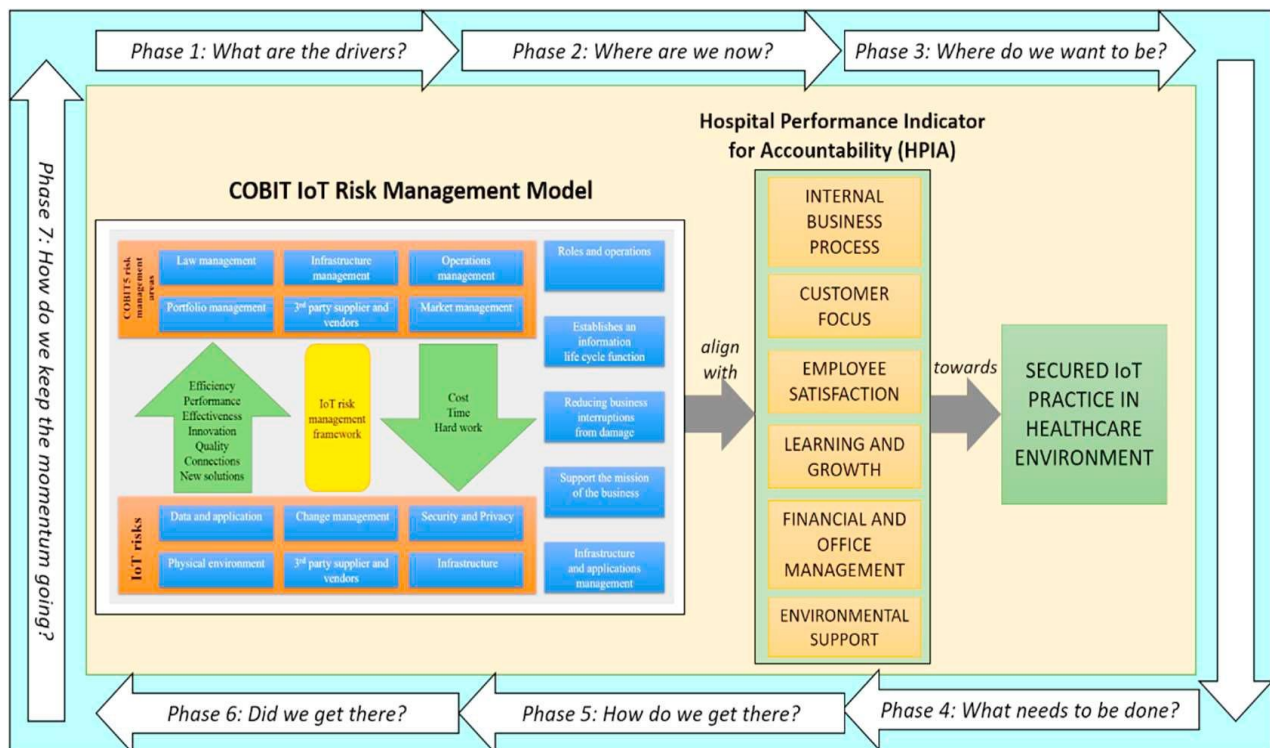 Phase 1: What are the drivers?
Phase 2: Where are we now?
Phase 3: Where do we want to be?
Hospital Performance Indicator
for Accountability (HPIA)
COBIT IoT Risk Management Model
COBIT5 risk
management
areas
Law management
Infrastructure
management
Operations
management
Portfolio management
3rd party supplier and
vendors
Market management
Efficiency
Performance
Effectiveness
Innovation
Quality
Connections
New solutions
IoT risk
management
framework
Cost
Time
Hard work
IoT risks
Data and application
Change management
Security and Privacy
Physical environment
3rd party supplier and
vendors
Infrastructure
Roles and operations
Establishes an
information
life cycle function
Reducing business
interruptions
from damage
Support the mission
of the business
Infrastructure
and applications
management
align
with
INTERNAL
BUSINESS
PROCESS
CUSTOMER
FOCUS
EMPLOYEE
SATISFACTION
LEARNING AND
GROWTH
FINANCIAL AND
OFFICE
MANAGEMENT
ENVIRONMENTAL
SUPPORT
towards
SECURED IoT
PRACTICE IN
HEALTHCARE
ENVIRONMENT
Phase 4: What needs to be done?
Phase 5: How do we get there?
Phase 6: Did we get there?
Phase 7: How do we keep the momentum going?